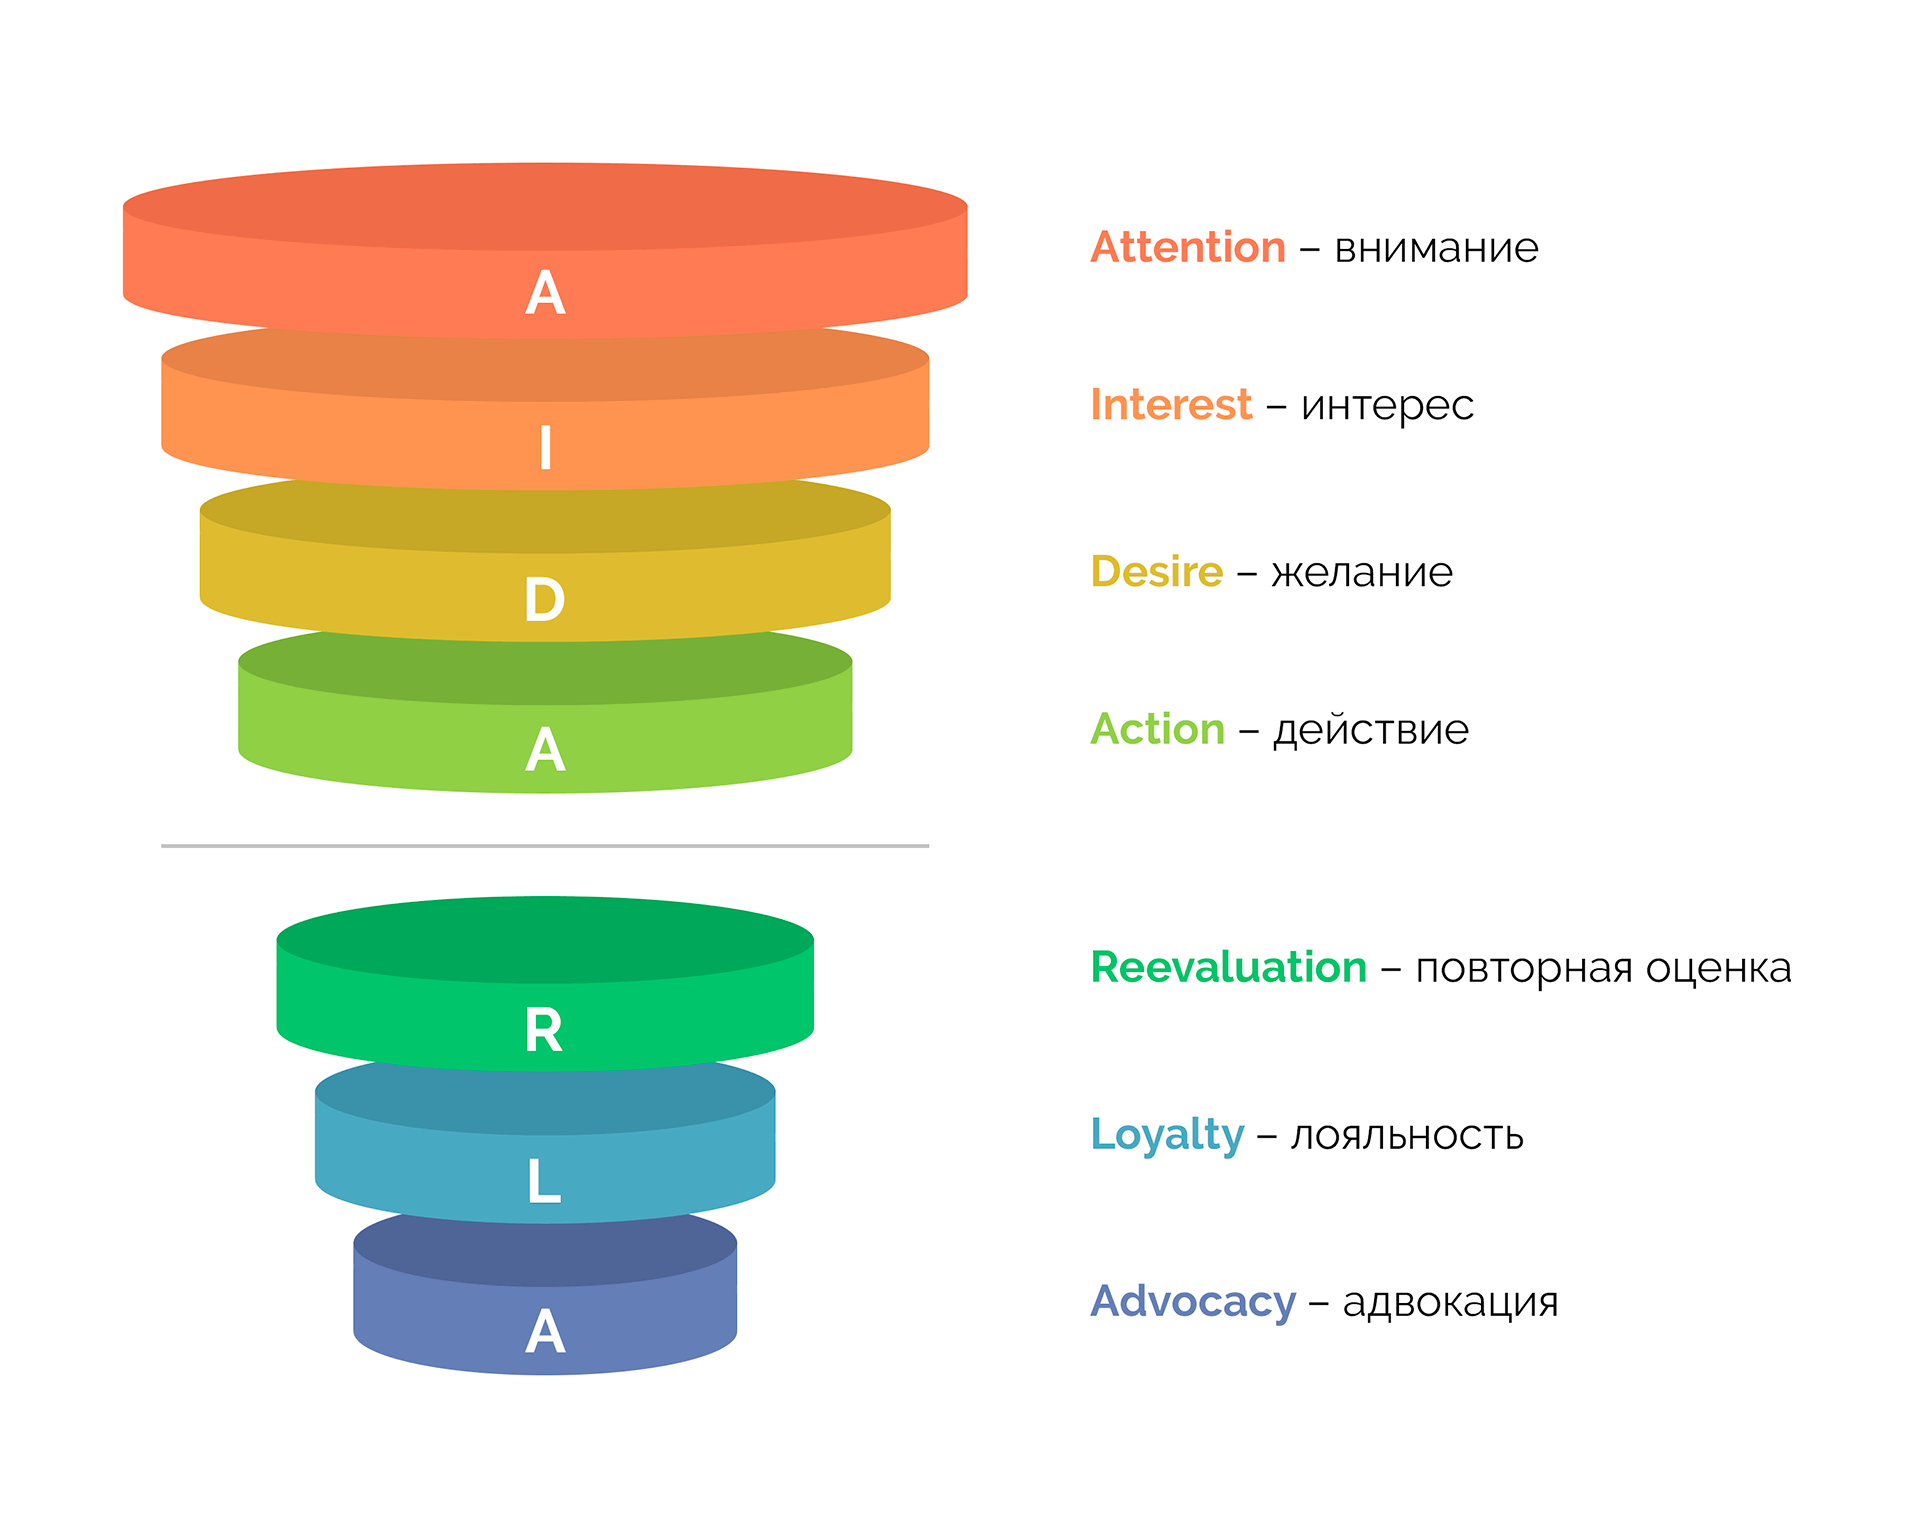 A
Attention – внимание
I
Interest – интерес
D
Desire – желание
A
Action – действие
R
Reevaluation – повторная оценка
L
Loyalty – лояльность
A
Advocacy – адвокация